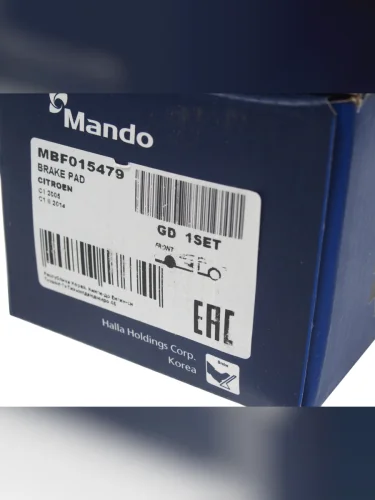 Mando
MBF015479
BRAKE PAD
CITROEN
C1 2005
C1 II 2014
GD 1SET
FRONT
EAC
Halla Holdings Corp.
Korea